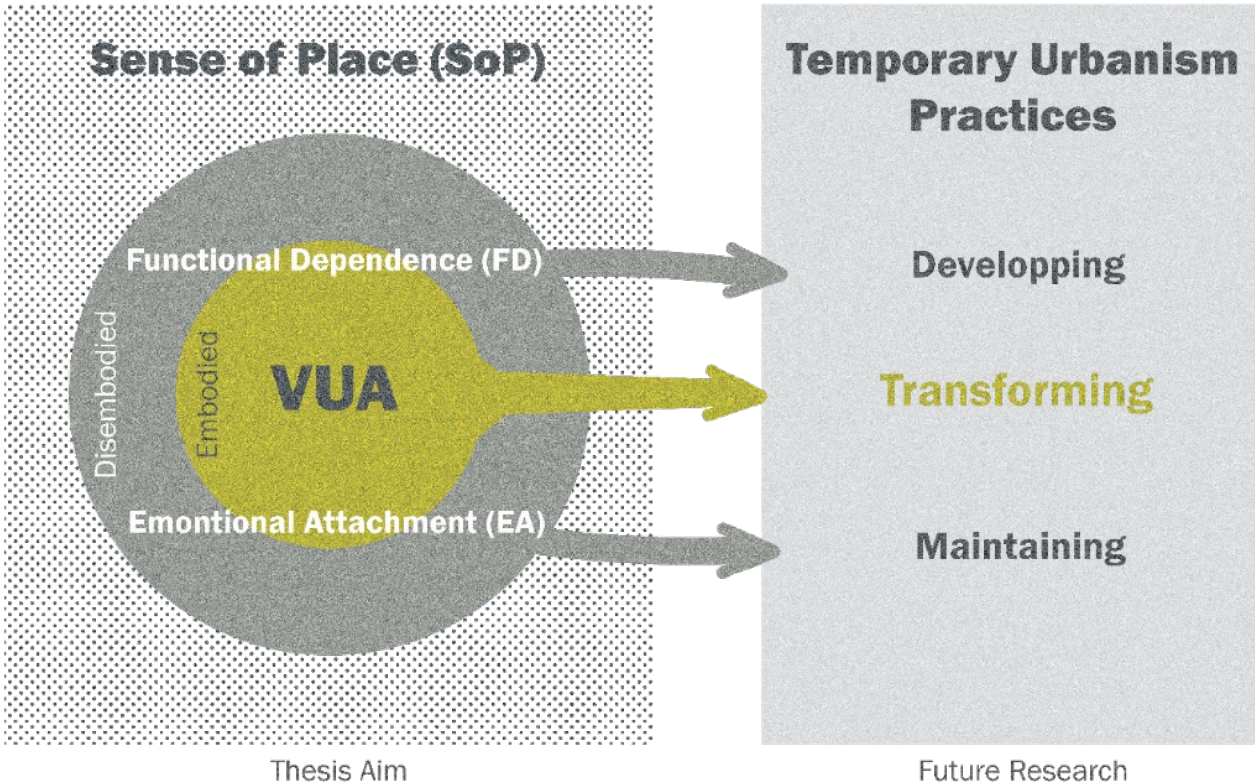 Sense of Place (SoP)
Functional Dependence (FD)
Disembodied
Embodied
VUA
Emontional Attachment (EA)
Thesis Aim
Temporary Urbanism
Practices
Developping
Transforming
Maintaining
Future Research